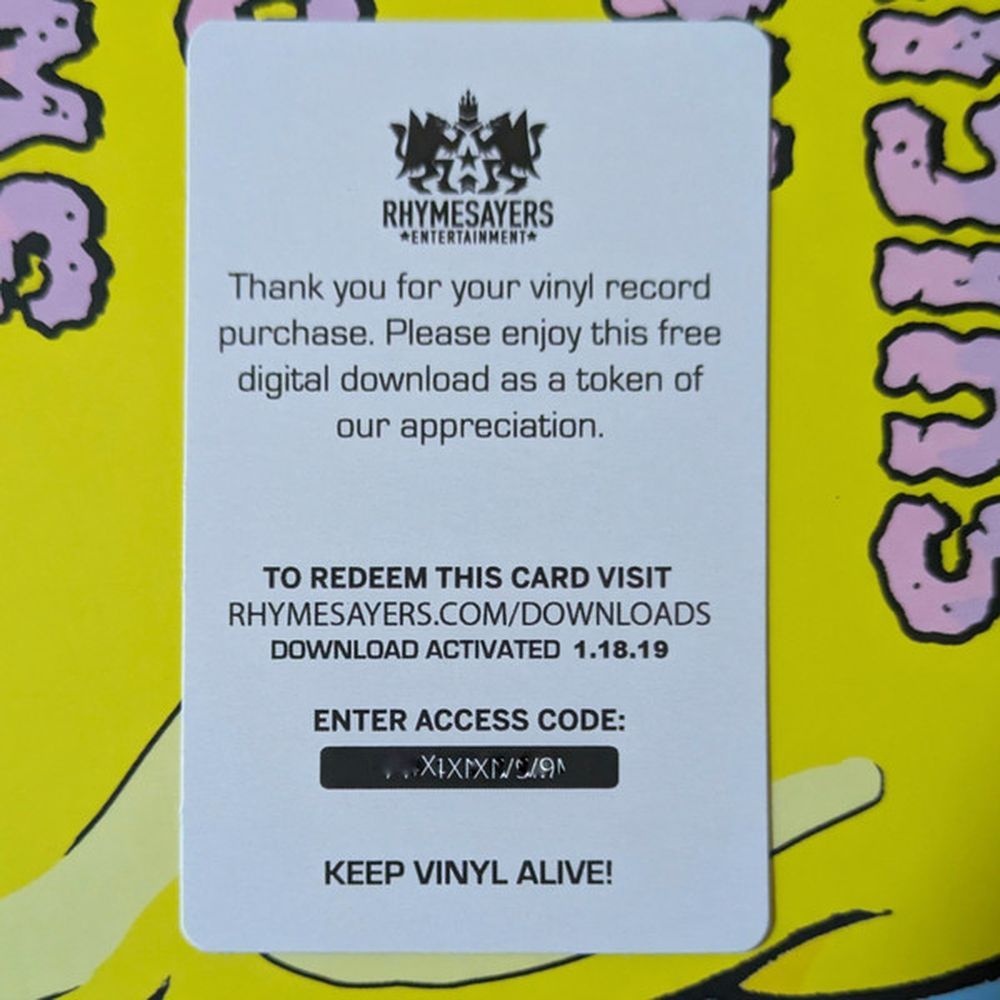 RHYMESAYERS
★ENTERTAINMENT★
Thank you for your vinyl record
purchase. Please enjoy this free
digital download as a token of
our appreciation.
TO REDEEM THIS CARD VISIT
RHYMESAYERS.COM/DOWNLOADS
DOWNLOAD ACTIVATED 1.18.19
ENTER ACCESS CODE:
KEEP VINYL ALIVE!